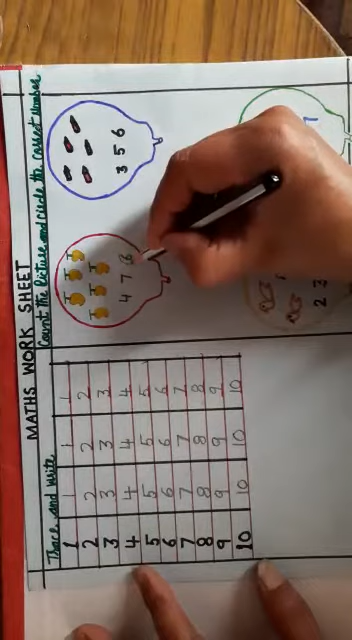 MATHS WORK SHEET
Trace and write
1 1 1 1
2 2 2 2
3 3 3 3
4 4 4 4
5 5 5 5
6 6 6 6
7 7 7 7
8 8 8 8
9 9 9 9
10 10 10 10
Count the Picture and circle the correct number
4 7
3 5 6
2 3
7